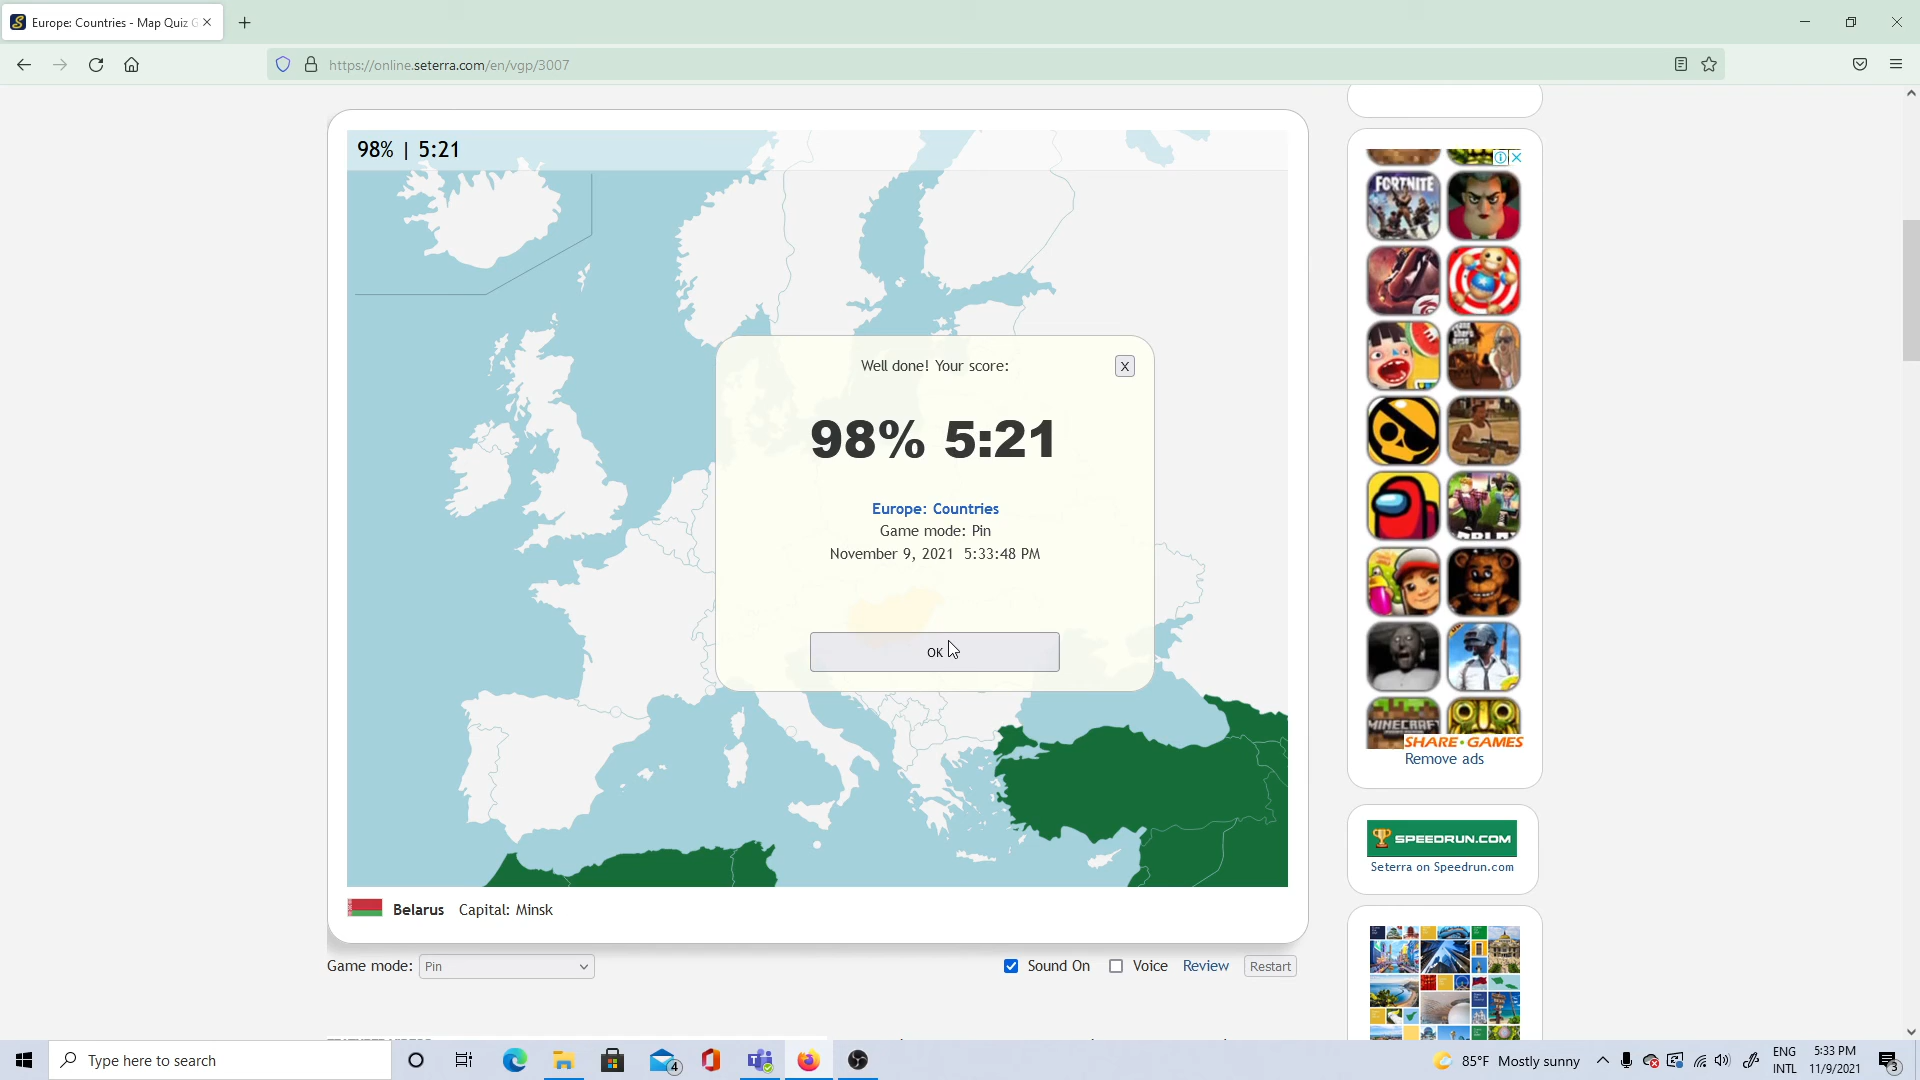 Europe: Countries - Map Quiz G
https://online.seterra.com/en/vgp/3007
98% | 5:21
Well done! Your score:
X
98% 5:21
Europe: Countries
Game mode: Pin
November 9, 2021 5:33:48 PM
OK
Belarus Capital: Minsk
Game mode: Pin
Sound On
Voice
Review
Restart
FORTNITE
MINECRAFT
SHARE•GAMES
Remove ads
SPEEDRUN.COM
Seterra on Speedrun.com
Type here to search
4
85°F Mostly sunny
ENG
INTL
5:33 PM
11/9/2021
3